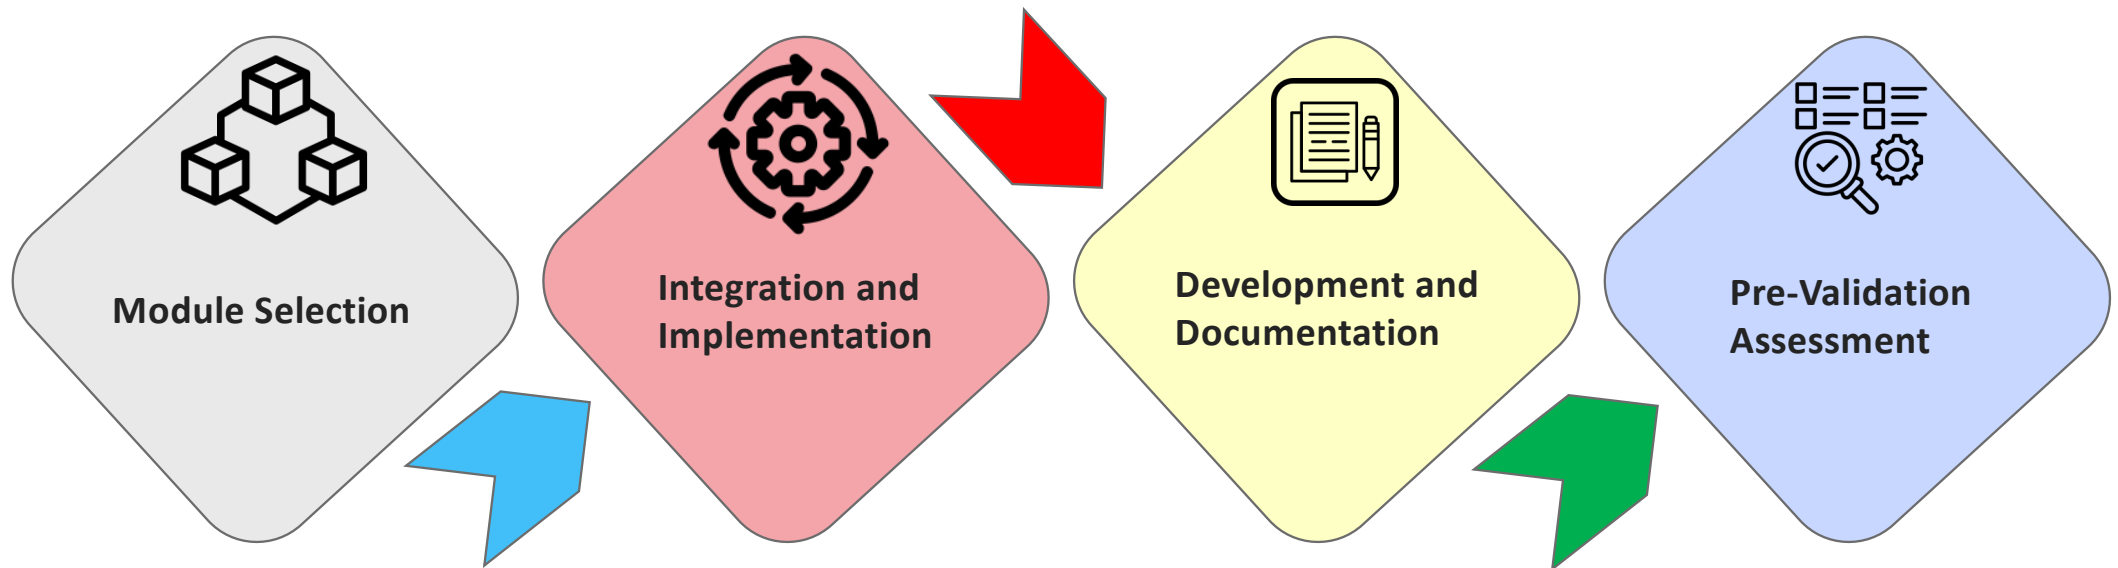 Module Selection
Integration and
Implementation
Development and
Documentation
Pre-Validation
Assessment